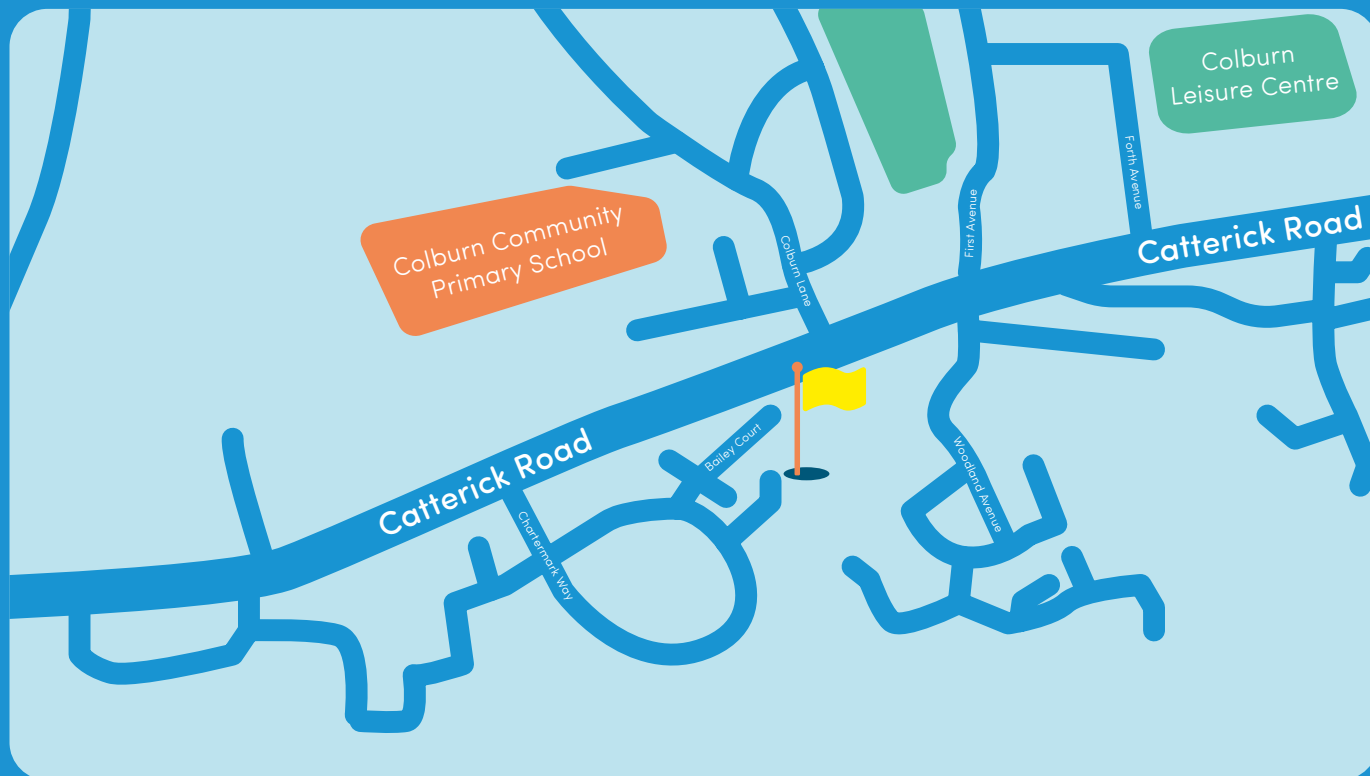 Colburn
Leisure Centre
Forth Avenue
First Avenue
Catterick Road
Colburn Community
Primary School
Colburn Lane
Catterick Road
Bailey Court
Woodland Avenue
Chartermark Way